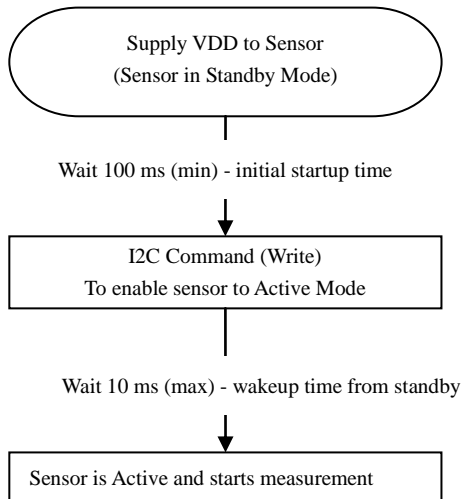 Supply VDD to Sensor
(Sensor in Standby Mode)
Wait 100 ms (min) - initial startup time
I2C Command (Write)
To enable sensor to Active Mode
Wait 10 ms (max) - wakeup time from standby
Sensor is Active and starts measurement